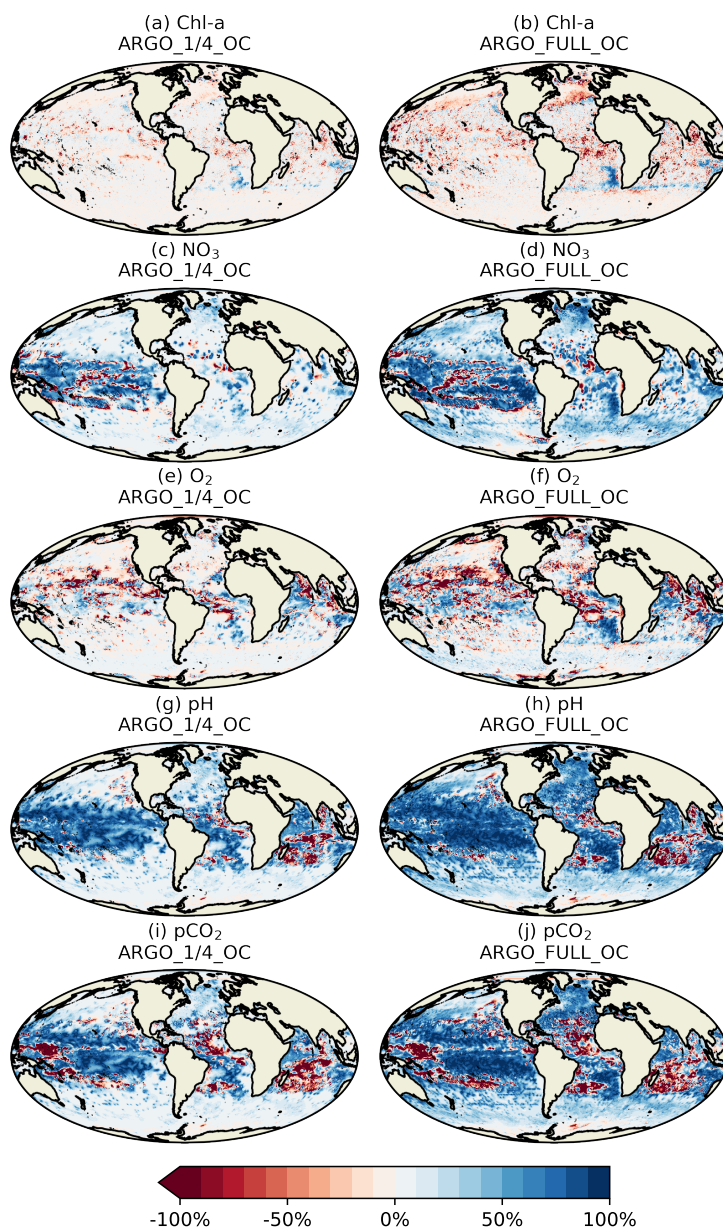 (a) Chl-a
ARGO_1/4_OC
(b) Chl-a
ARGO_FULL_OC
(c) NO₃
ARGO_1/4_OC
(d) NO₃
ARGO_FULL_OC
(e) O₂
ARGO_1/4_OC
(f) O₂
ARGO_FULL_OC
(g) pH
ARGO_1/4_OC
(h) pH
ARGO_FULL_OC
(i) pCO₂
ARGO_1/4_OC
(j) pCO₂
ARGO_FULL_OC
-100% -50% 0% 50% 100%